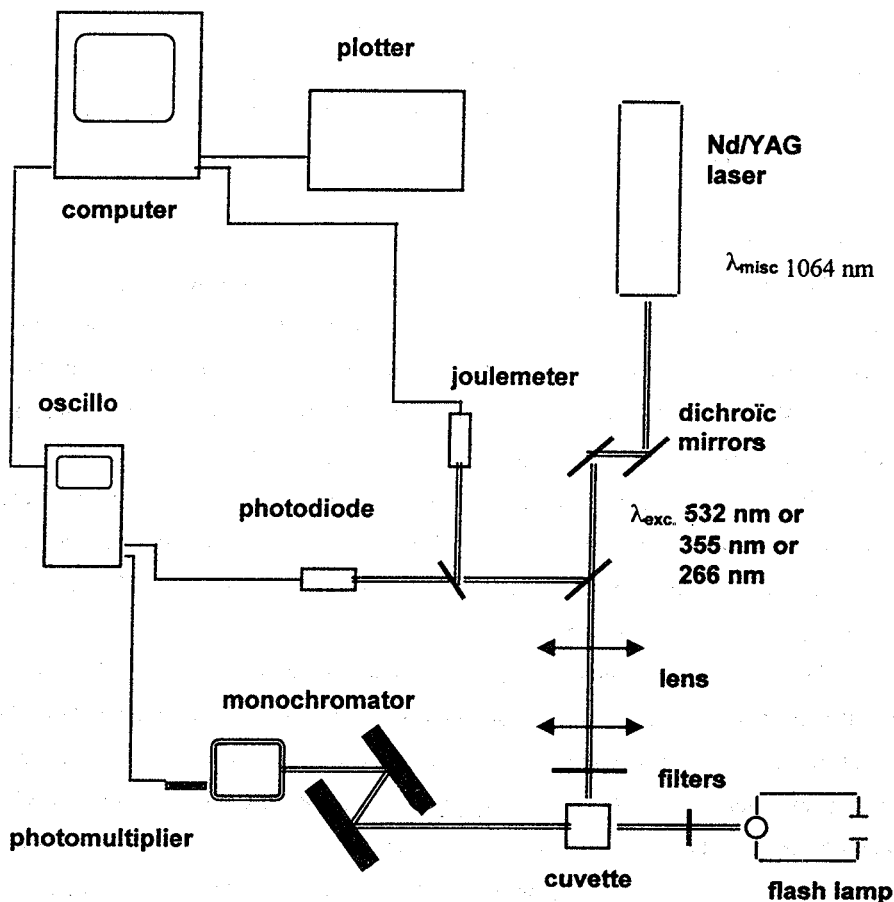 plotter
Nd/YAG
laser
computer
λmisc 1064 nm
joulemeter
oscillo
dichroïc
mirrors
photodiode
λexc. 532 nm or
355 nm or
266 nm
lens
monochromator
filters
photomultiplier
cuvette
flash lamp